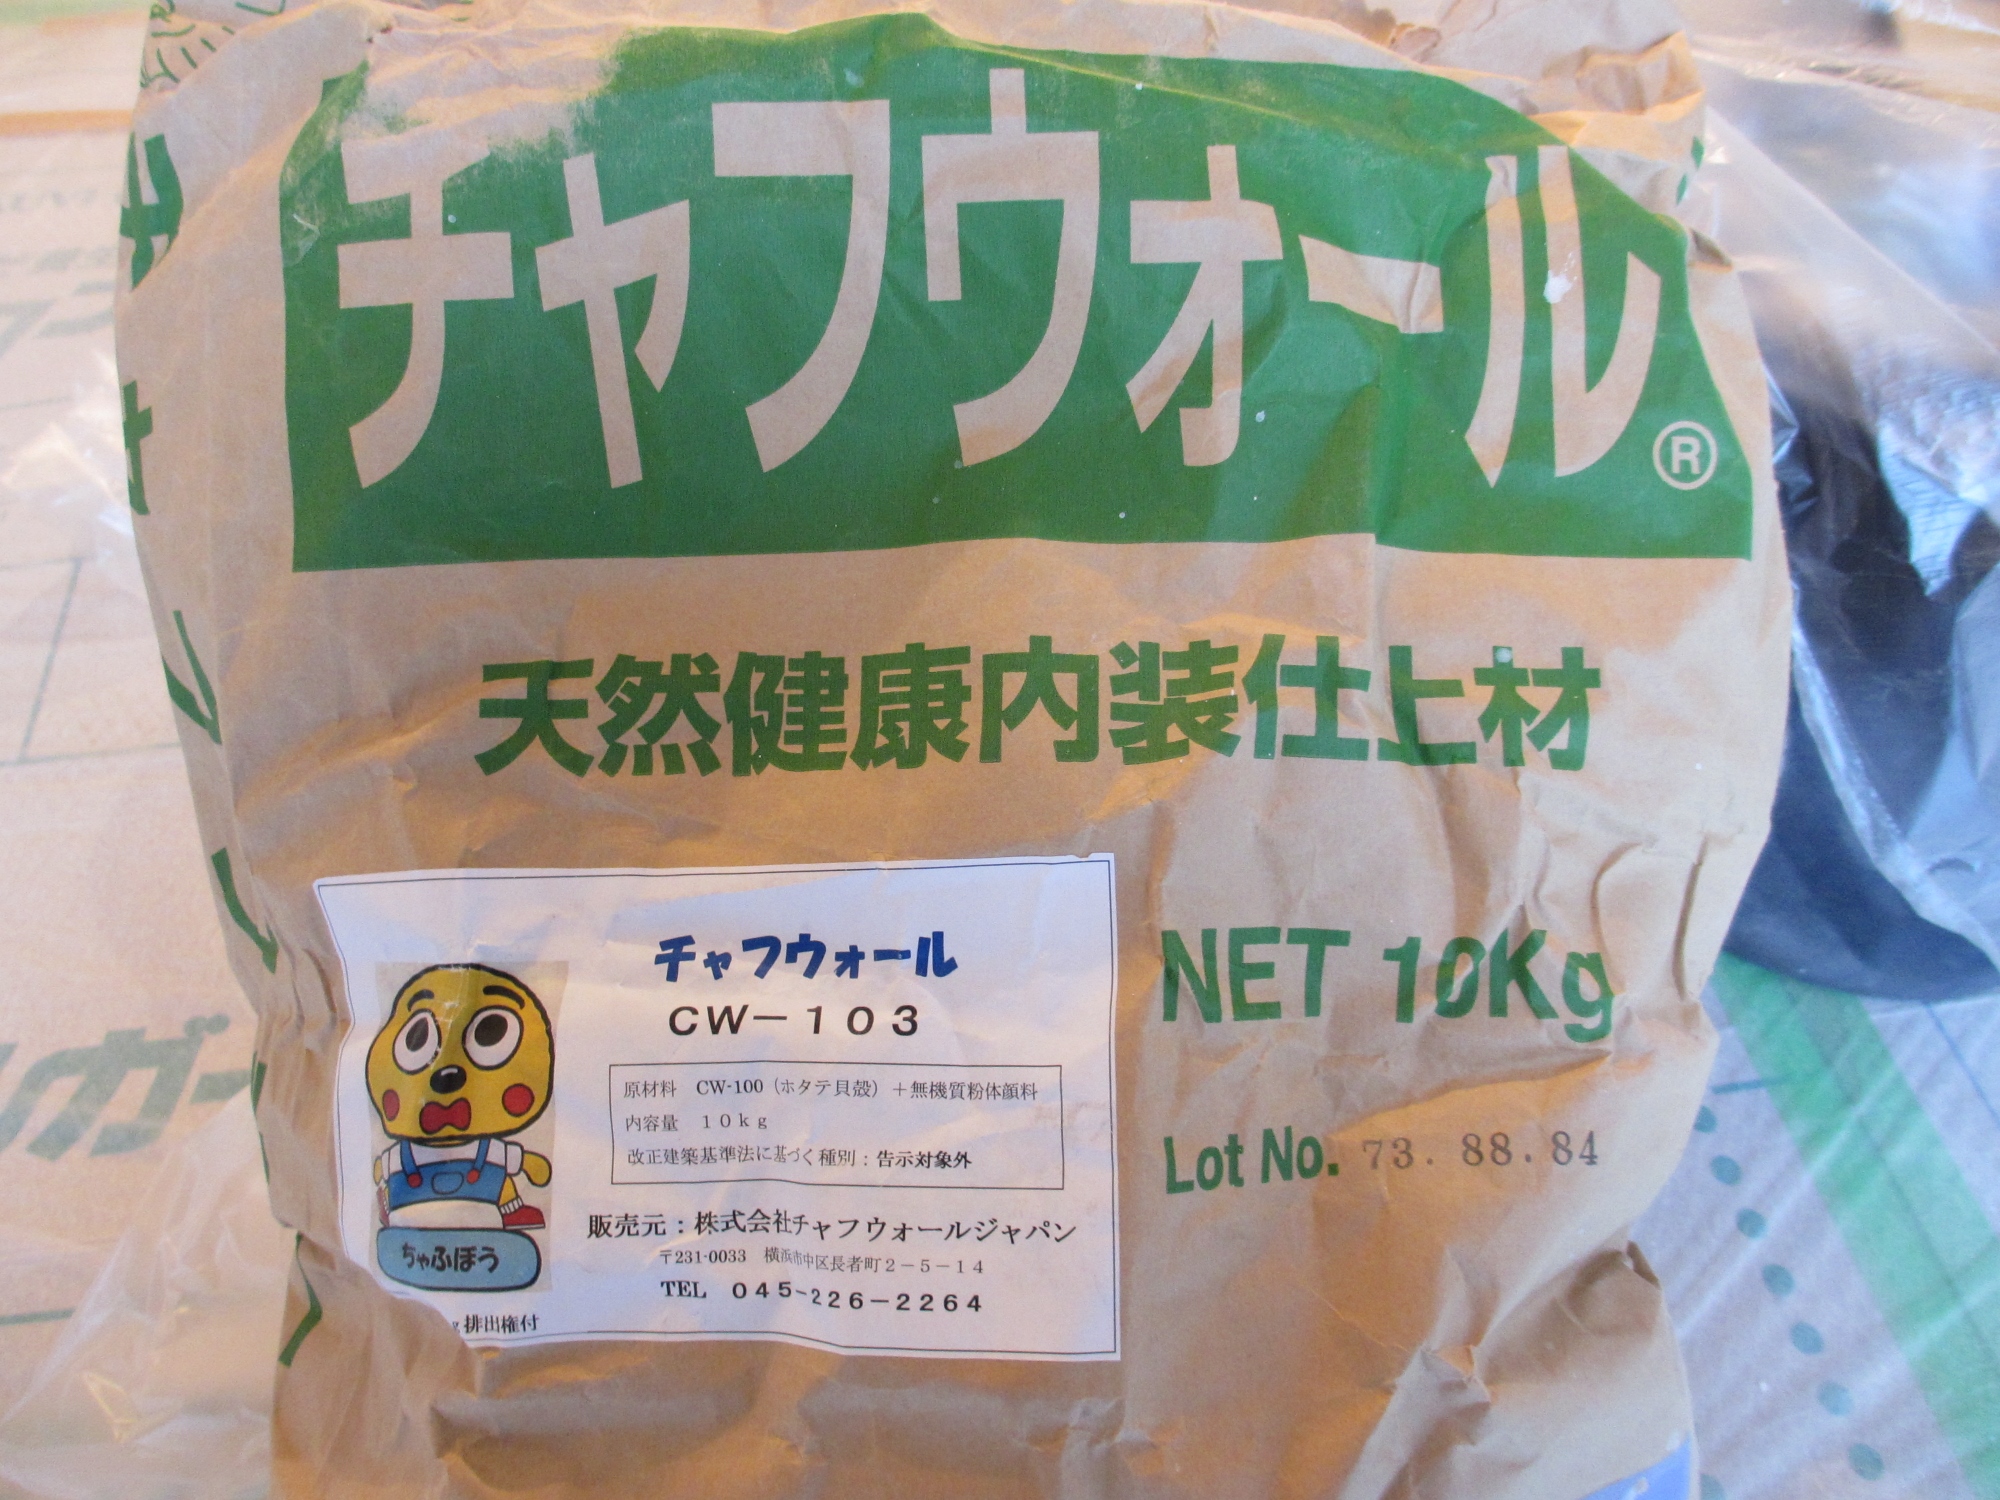 チャフウォール®
天然健康内装仕上材
チャフウォール
CW－103
原材料 CW-100（ホタテ貝殻）＋無機質粉体顔料
内容量 10kg
改正建築基準法に基づく種別：告示対象外
販売元：株式会社チャフウォールジャパン
〒231-0033 横浜市中区長者町2－5－14
TEL 045-226－2264
ちゃふぼう
排出権付
NET 10Kg
Lot No. 73. 88. 84